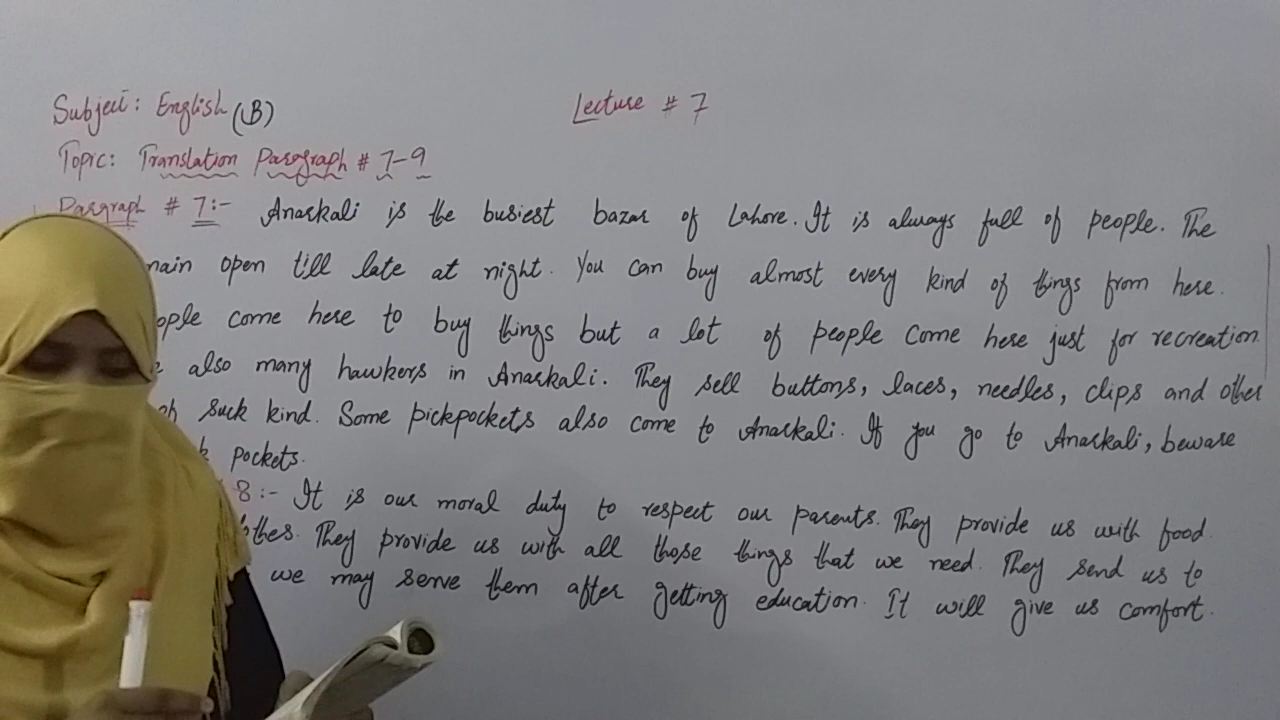 Subject: English (B)
Lecture # 7
Topic: Translation Paragraph # 7-9
Pargraph # 7:- Anarkali is the busiest bazar of Lahore. It is always full of people. The
open till late at night. You can buy almost every kind of things from here.
come here to buy things but a lot of people come here just for recreation.
also many hawkers in Anarkali. They sell buttons, laces, needles, clips and other
suck kind. Some pickpockets also come to Anarkali. If you go to Anarkali, beware
pockets.
8:- It is our moral duty to respect our parents. They provide us with food
They provide us with all those things that we need. They send us to
we may serve them after getting education. It will give us comfort.